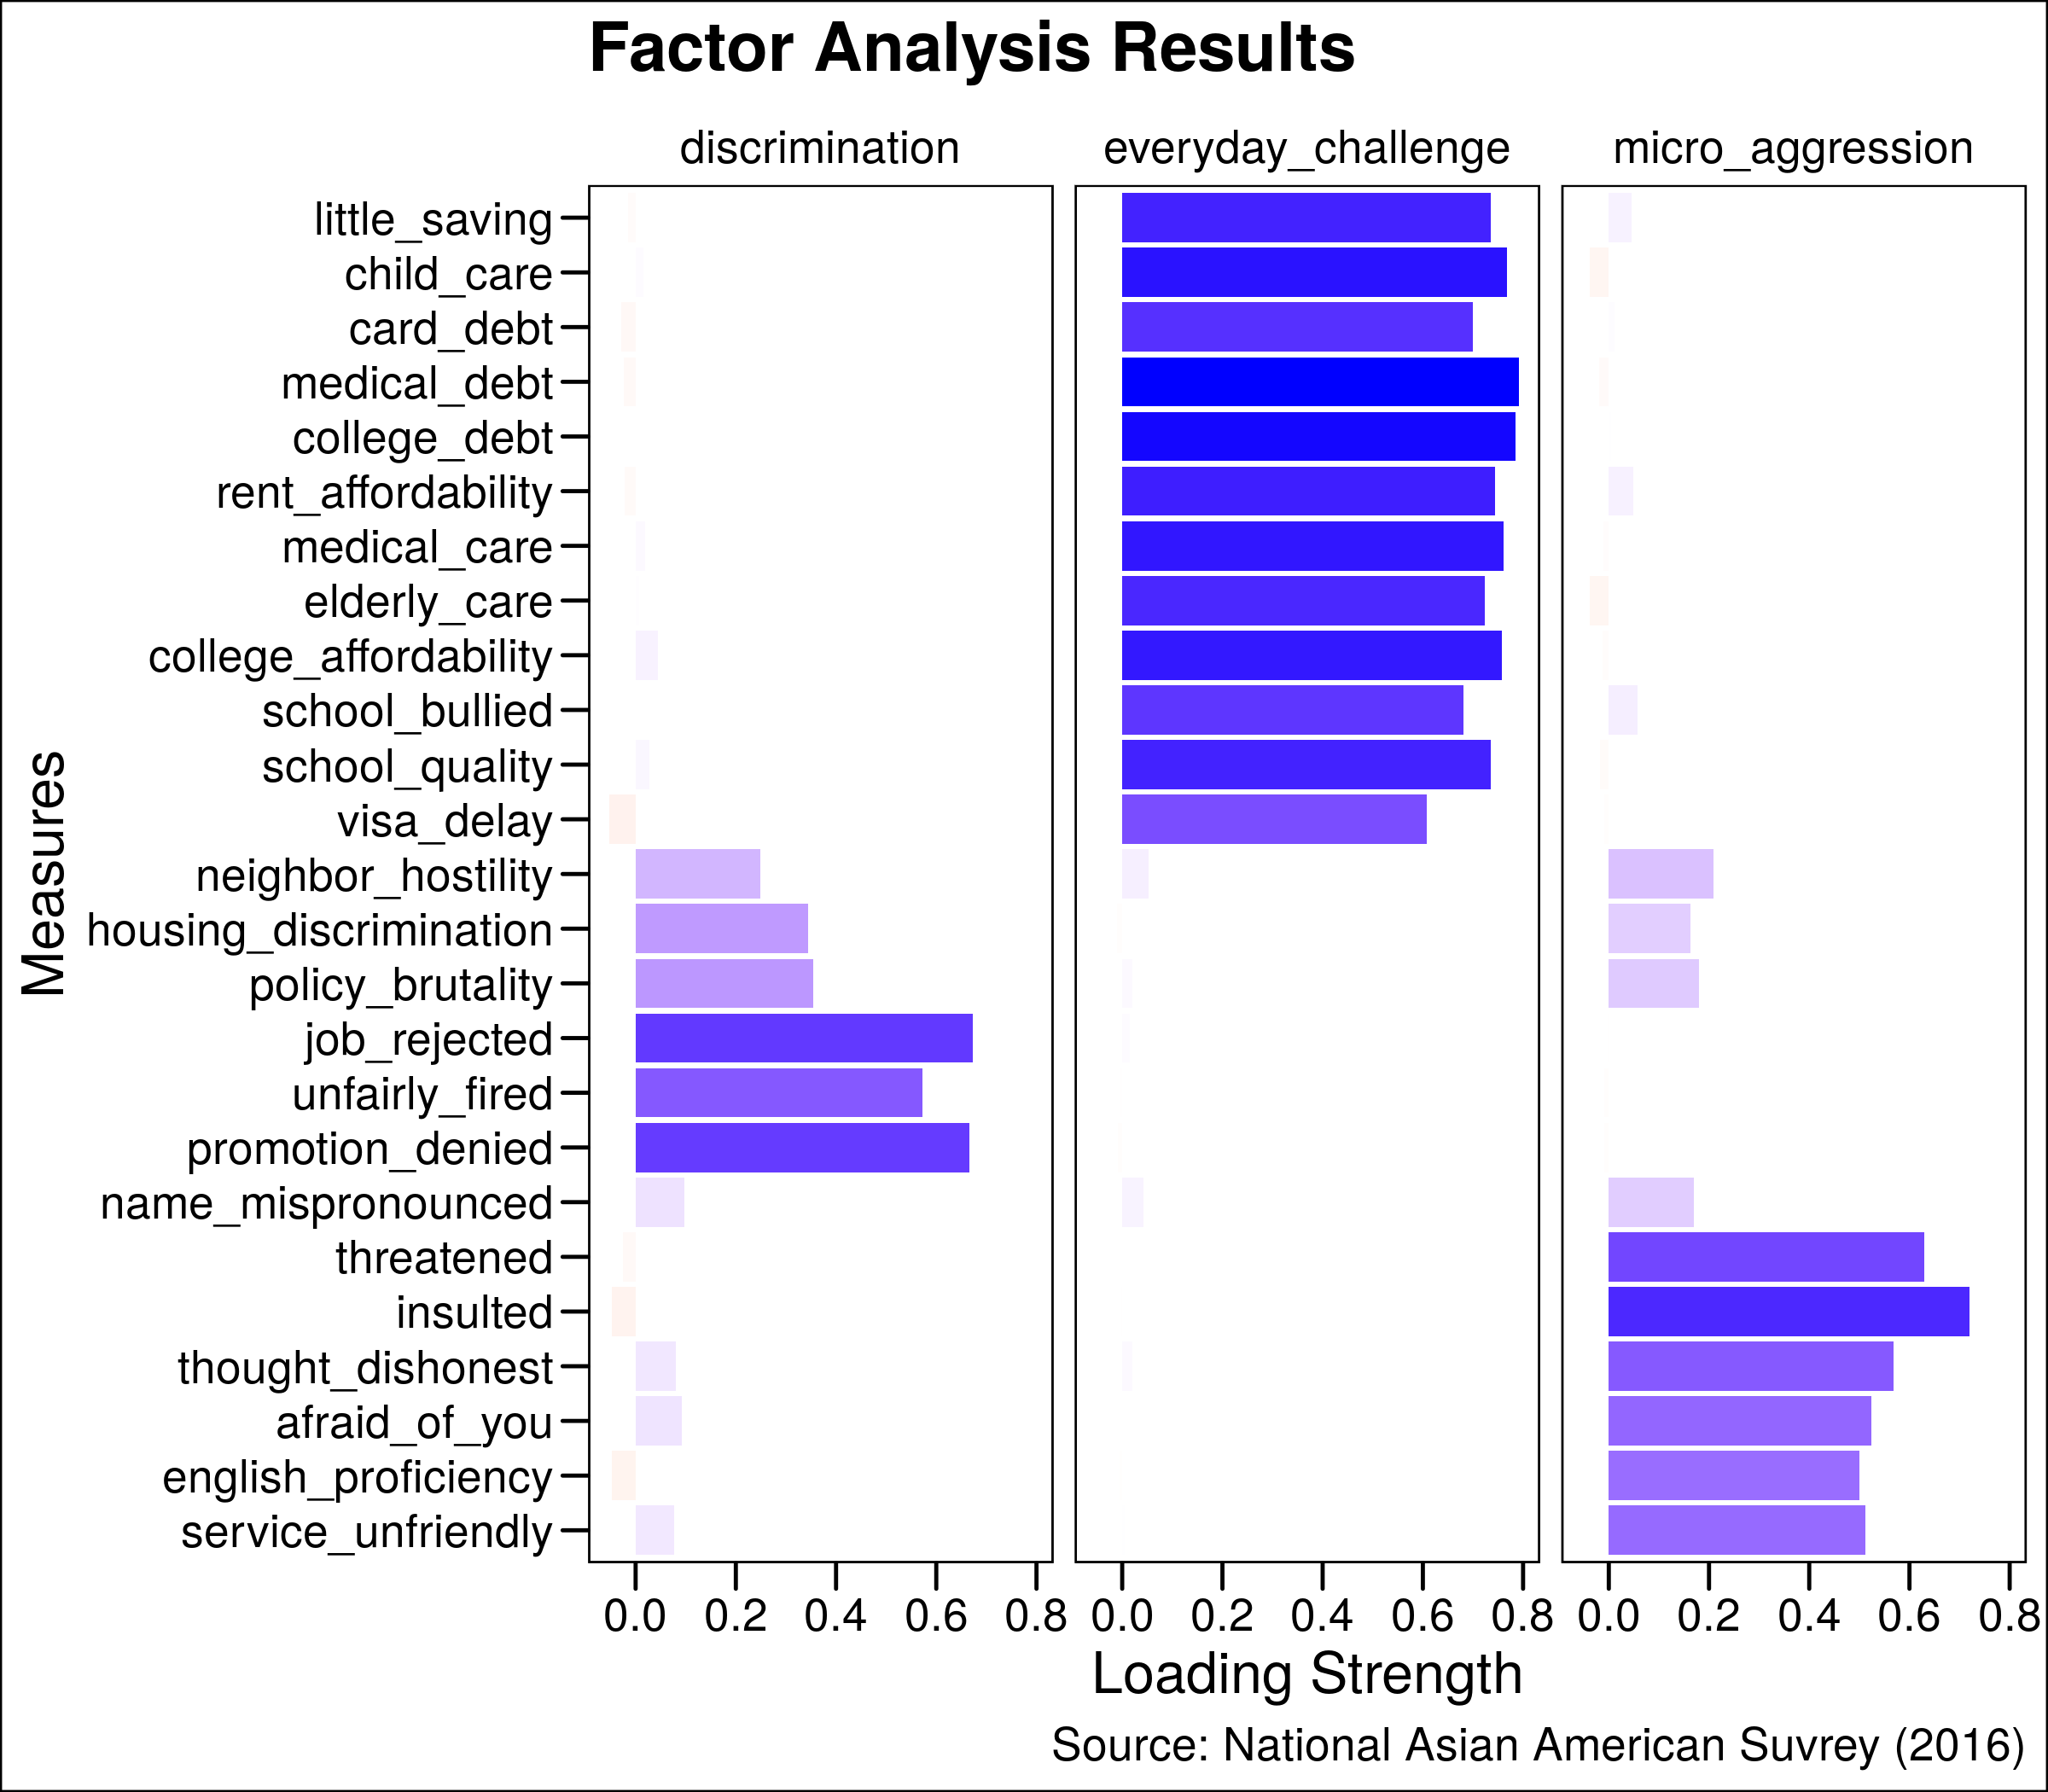 Factor Analysis Results
discrimination everyday_challenge micro_aggression
little_saving
child_care
card_debt
medical_debt
college_debt
rent_affordability
medical_care
elderly_care
college_affordability
school_bullied
school_quality
visa_delay
neighbor_hostility
housing_discrimination
policy_brutality
job_rejected
unfairly_fired
promotion_denied
name_mispronounced
threatened
insulted
thought_dishonest
afraid_of_you
english_proficiency
service_unfriendly
Measures
0.0 0.2 0.4 0.6 0.8 0.0 0.2 0.4 0.6 0.8 0.0 0.2 0.4 0.6 0.8
Loading Strength
Source: National Asian American Suvrey (2016)